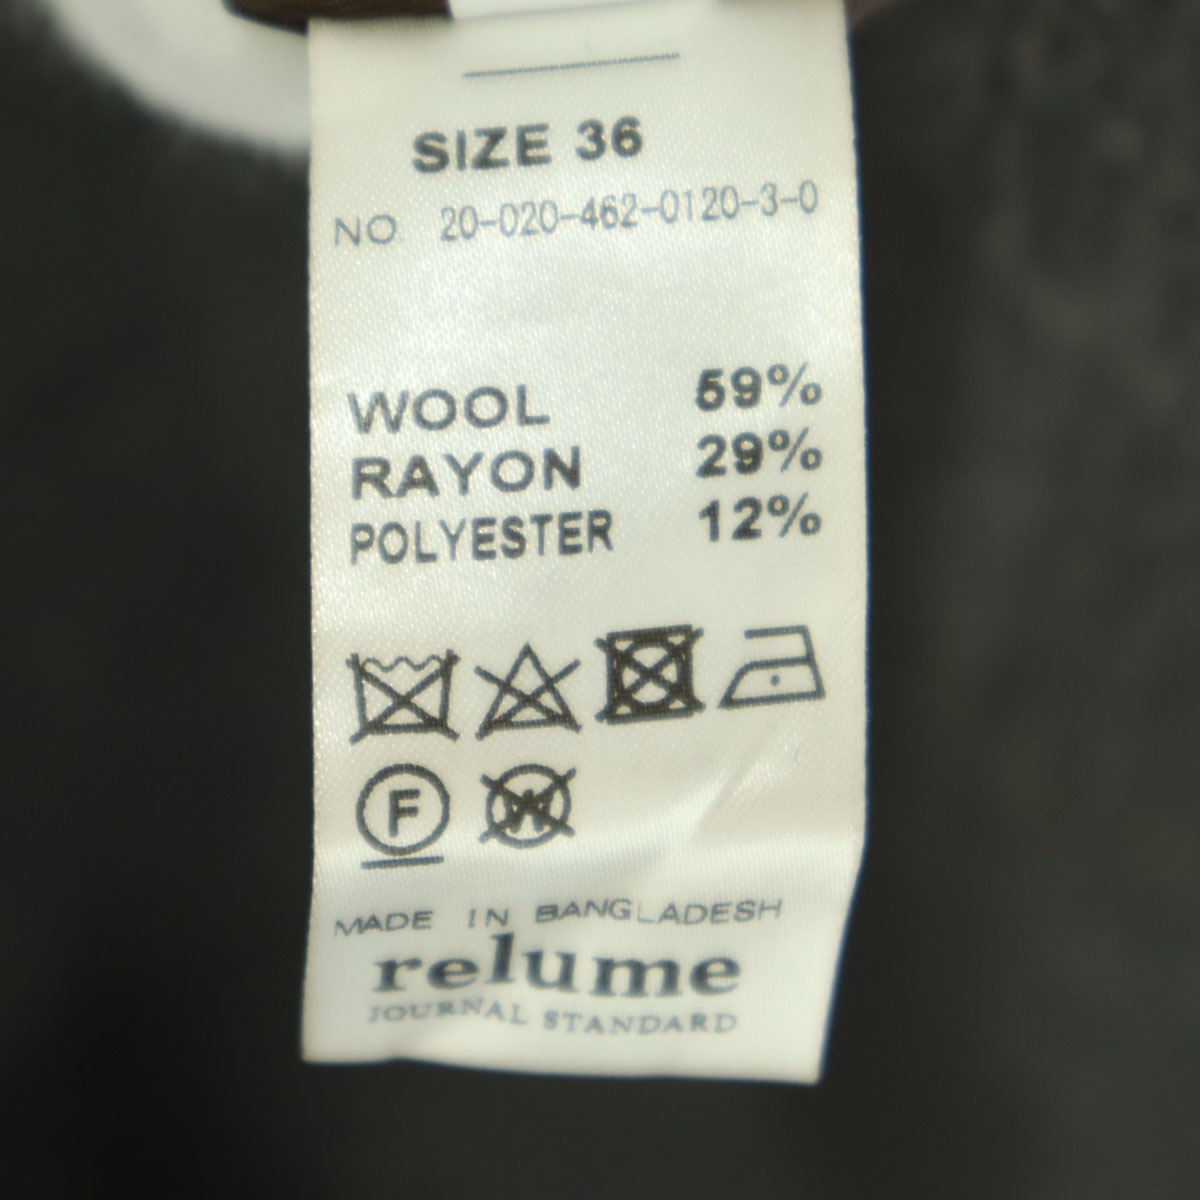 SIZE 36
NO 20-020-462-0120-3-0
WOOL 59%
RAYON 29%
POLYESTER 12%
F W
MADE IN BANGLADESH
relume
JOURNAL STANDARD